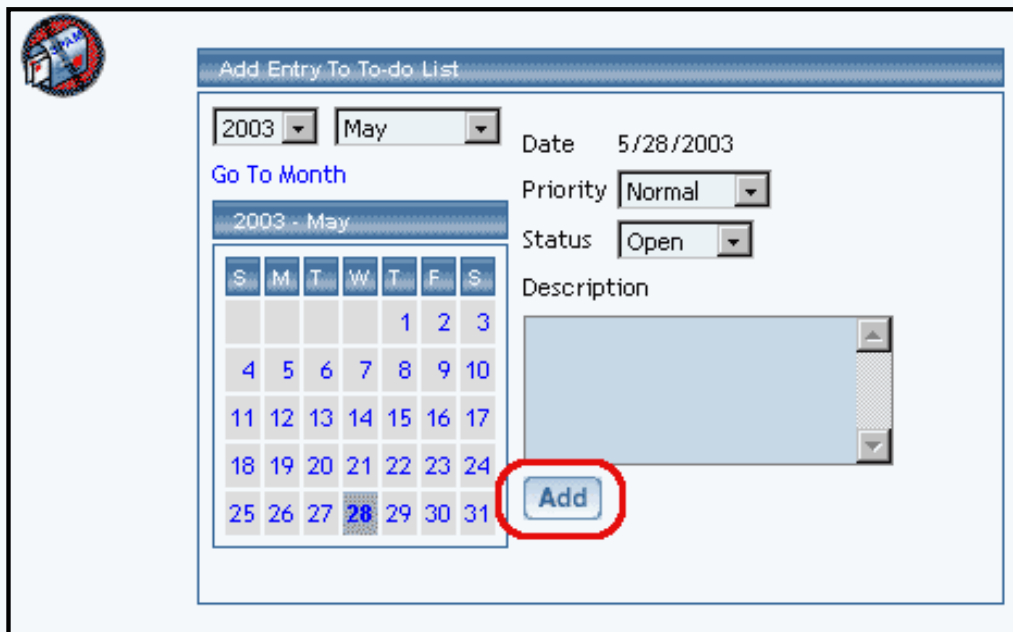 SPAM
Add Entry To To-do List
2003 May
Go To Month
2003 - May
S M T W T F S
1 2 3
4 5 6 7 8 9 10
11 12 13 14 15 16 17
18 19 20 21 22 23 24
25 26 27 28 29 30 31
Date 5/28/2003
Priority Normal
Status Open
Description
Add